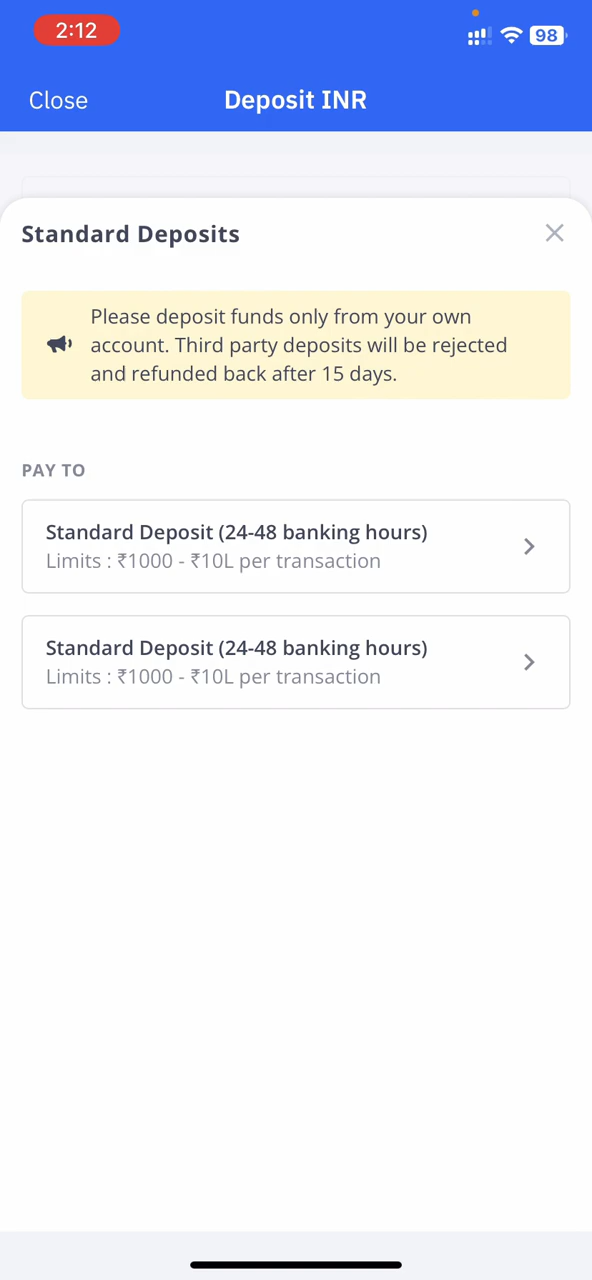 2:12
98
Close
Deposit INR
Standard Deposits
Please deposit funds only from your own
account. Third party deposits will be rejected
and refunded back after 15 days.
PAY TO
Standard Deposit (24-48 banking hours)
Limits : ₹1000 - ₹10L per transaction
Standard Deposit (24-48 banking hours)
Limits : ₹1000 - ₹10L per transaction